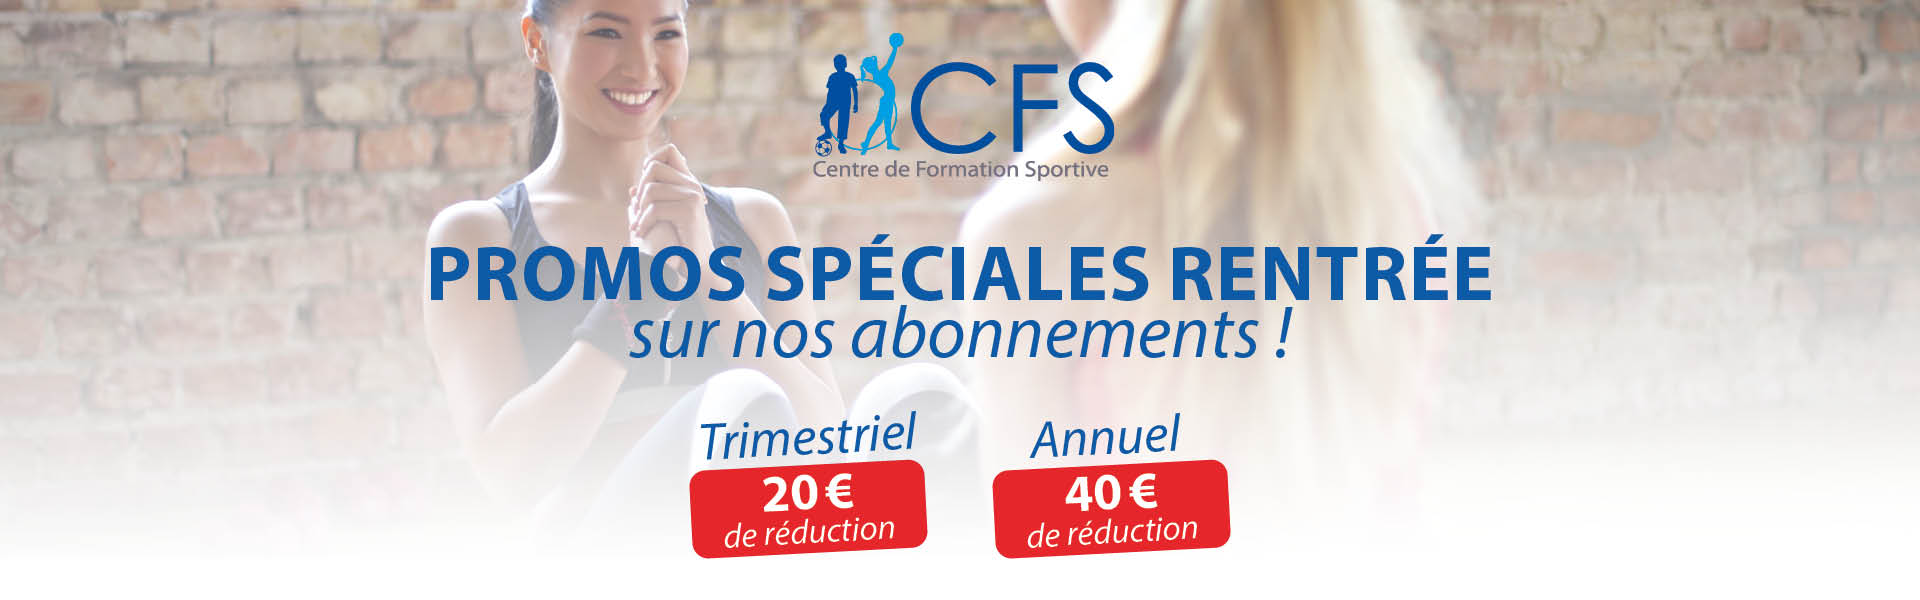 CFS
Centre de Formation Sportive
PROMOS SPÉCIALES RENTRÉE
sur nos abonnements !
Trimestriel
20 €
de réduction
Annuel
40 €
de réduction